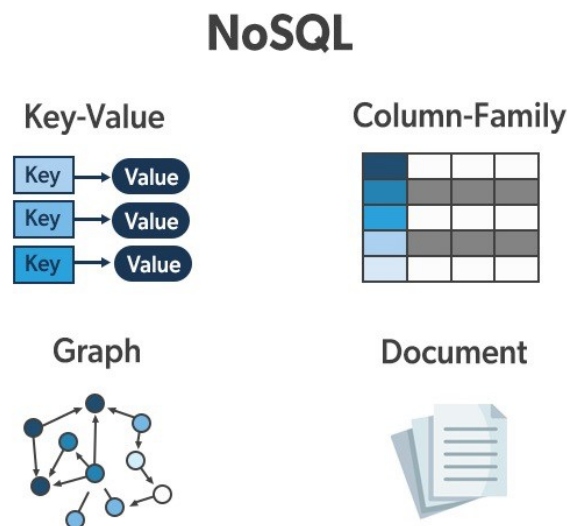 NoSQL
Key-Value
Column-Family
Key
Value
Key
Value
Key
Value
Graph
Document